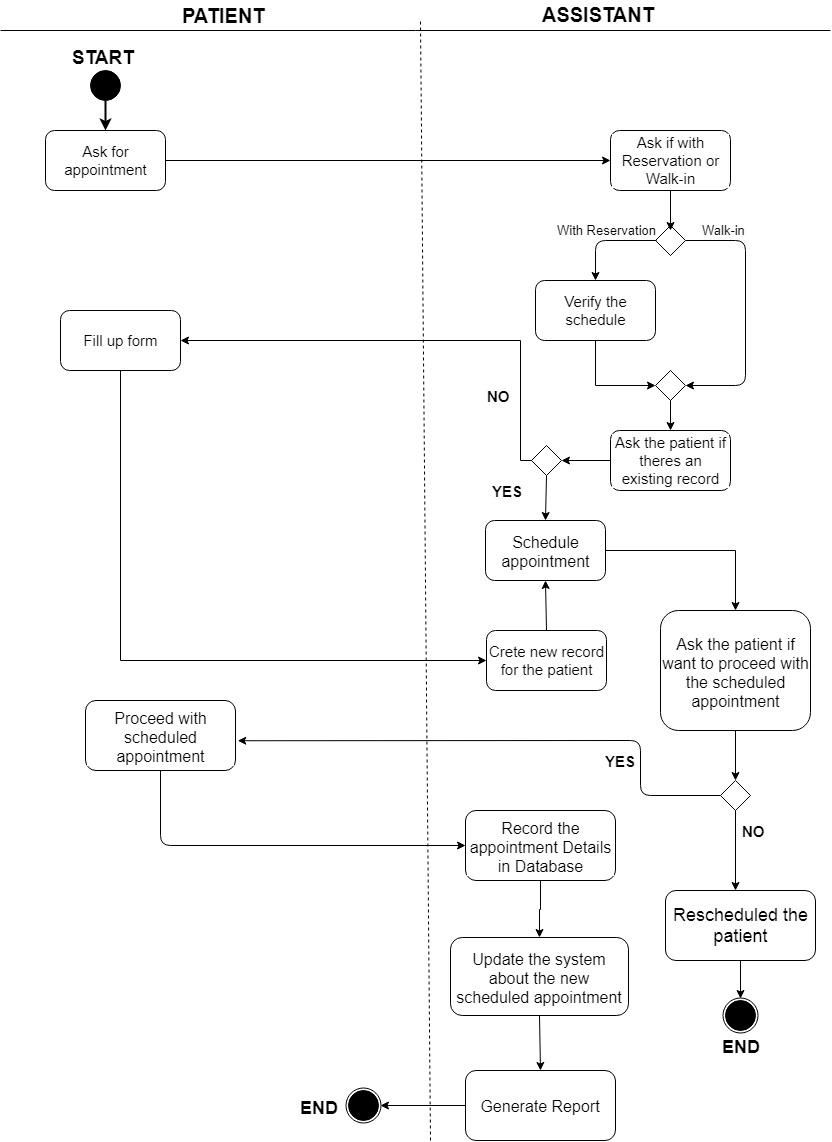 PATIENT
ASSISTANT
START
Ask for
appointment
Ask if with
Reservation or
Walk-in
With Reservation
Walk-in
Verify the
schedule
Fill up form
NO
Ask the patient if
theres an
existing record
YES
Schedule
appointment
Crete new record
for the patient
Ask the patient if
want to proceed with
the scheduled
appointment
Proceed with
scheduled
appointment
YES
NO
Record the
appointment Details
in Database
Rescheduled the
patient
Update the system
about the new
scheduled appointment
END
Generate Report
END